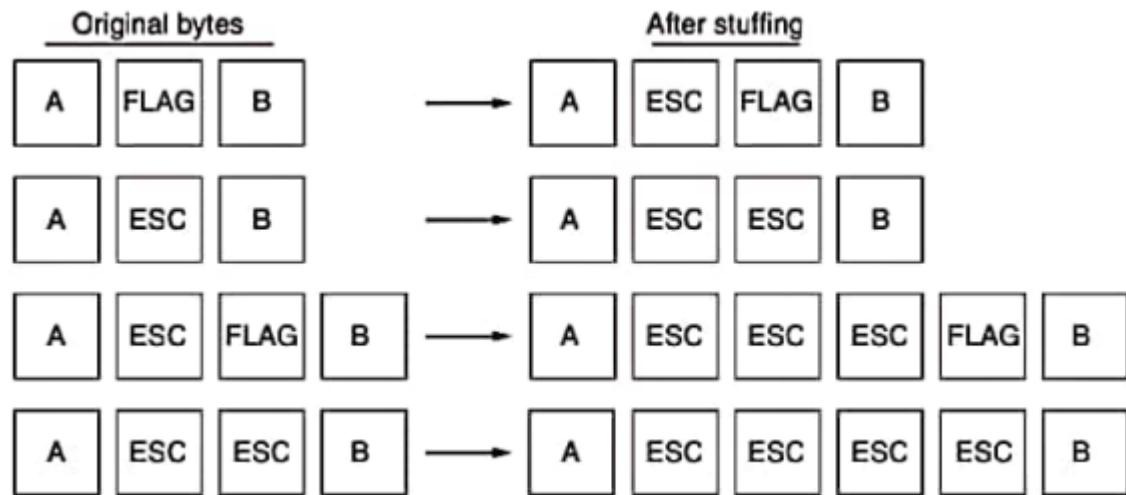 Original bytes After stuffing
A FLAG B A ESC FLAG B
A ESC B A ESC ESC B
A ESC FLAG B A ESC ESC ESC FLAG B
A ESC ESC B A ESC ESC ESC ESC B